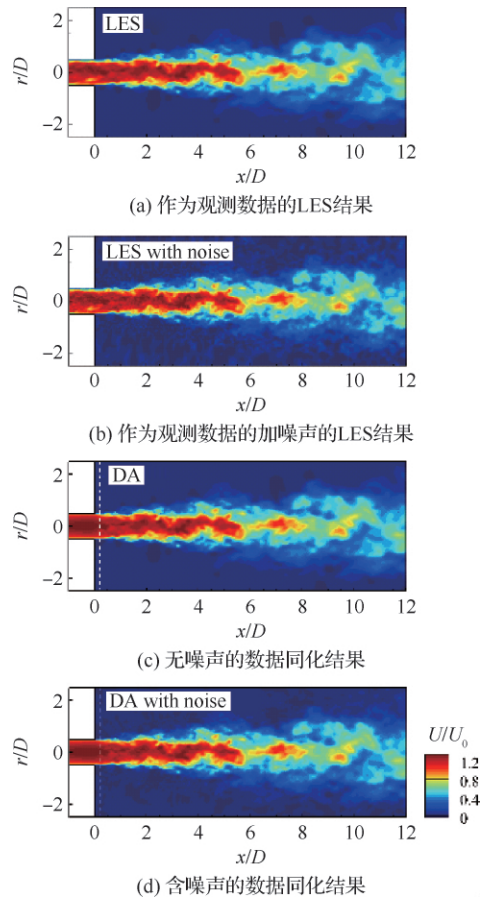 LES
2
0
−2
r/D
0 2 4 6 8 10 12
x/D
(a) 作为观测数据的LES结果
LES with noise
2
0
−2
r/D
0 2 4 6 8 10 12
x/D
(b) 作为观测数据的加噪声的LES结果
DA
2
0
−2
r/D
0 2 4 6 8 10 12
x/D
(c) 无噪声的数据同化结果
DA with noise
2
0
−2
r/D
U/U₀
1.2
0.8
0.4
0
0 2 4 6 8 10 12
x/D
(d) 含噪声的数据同化结果